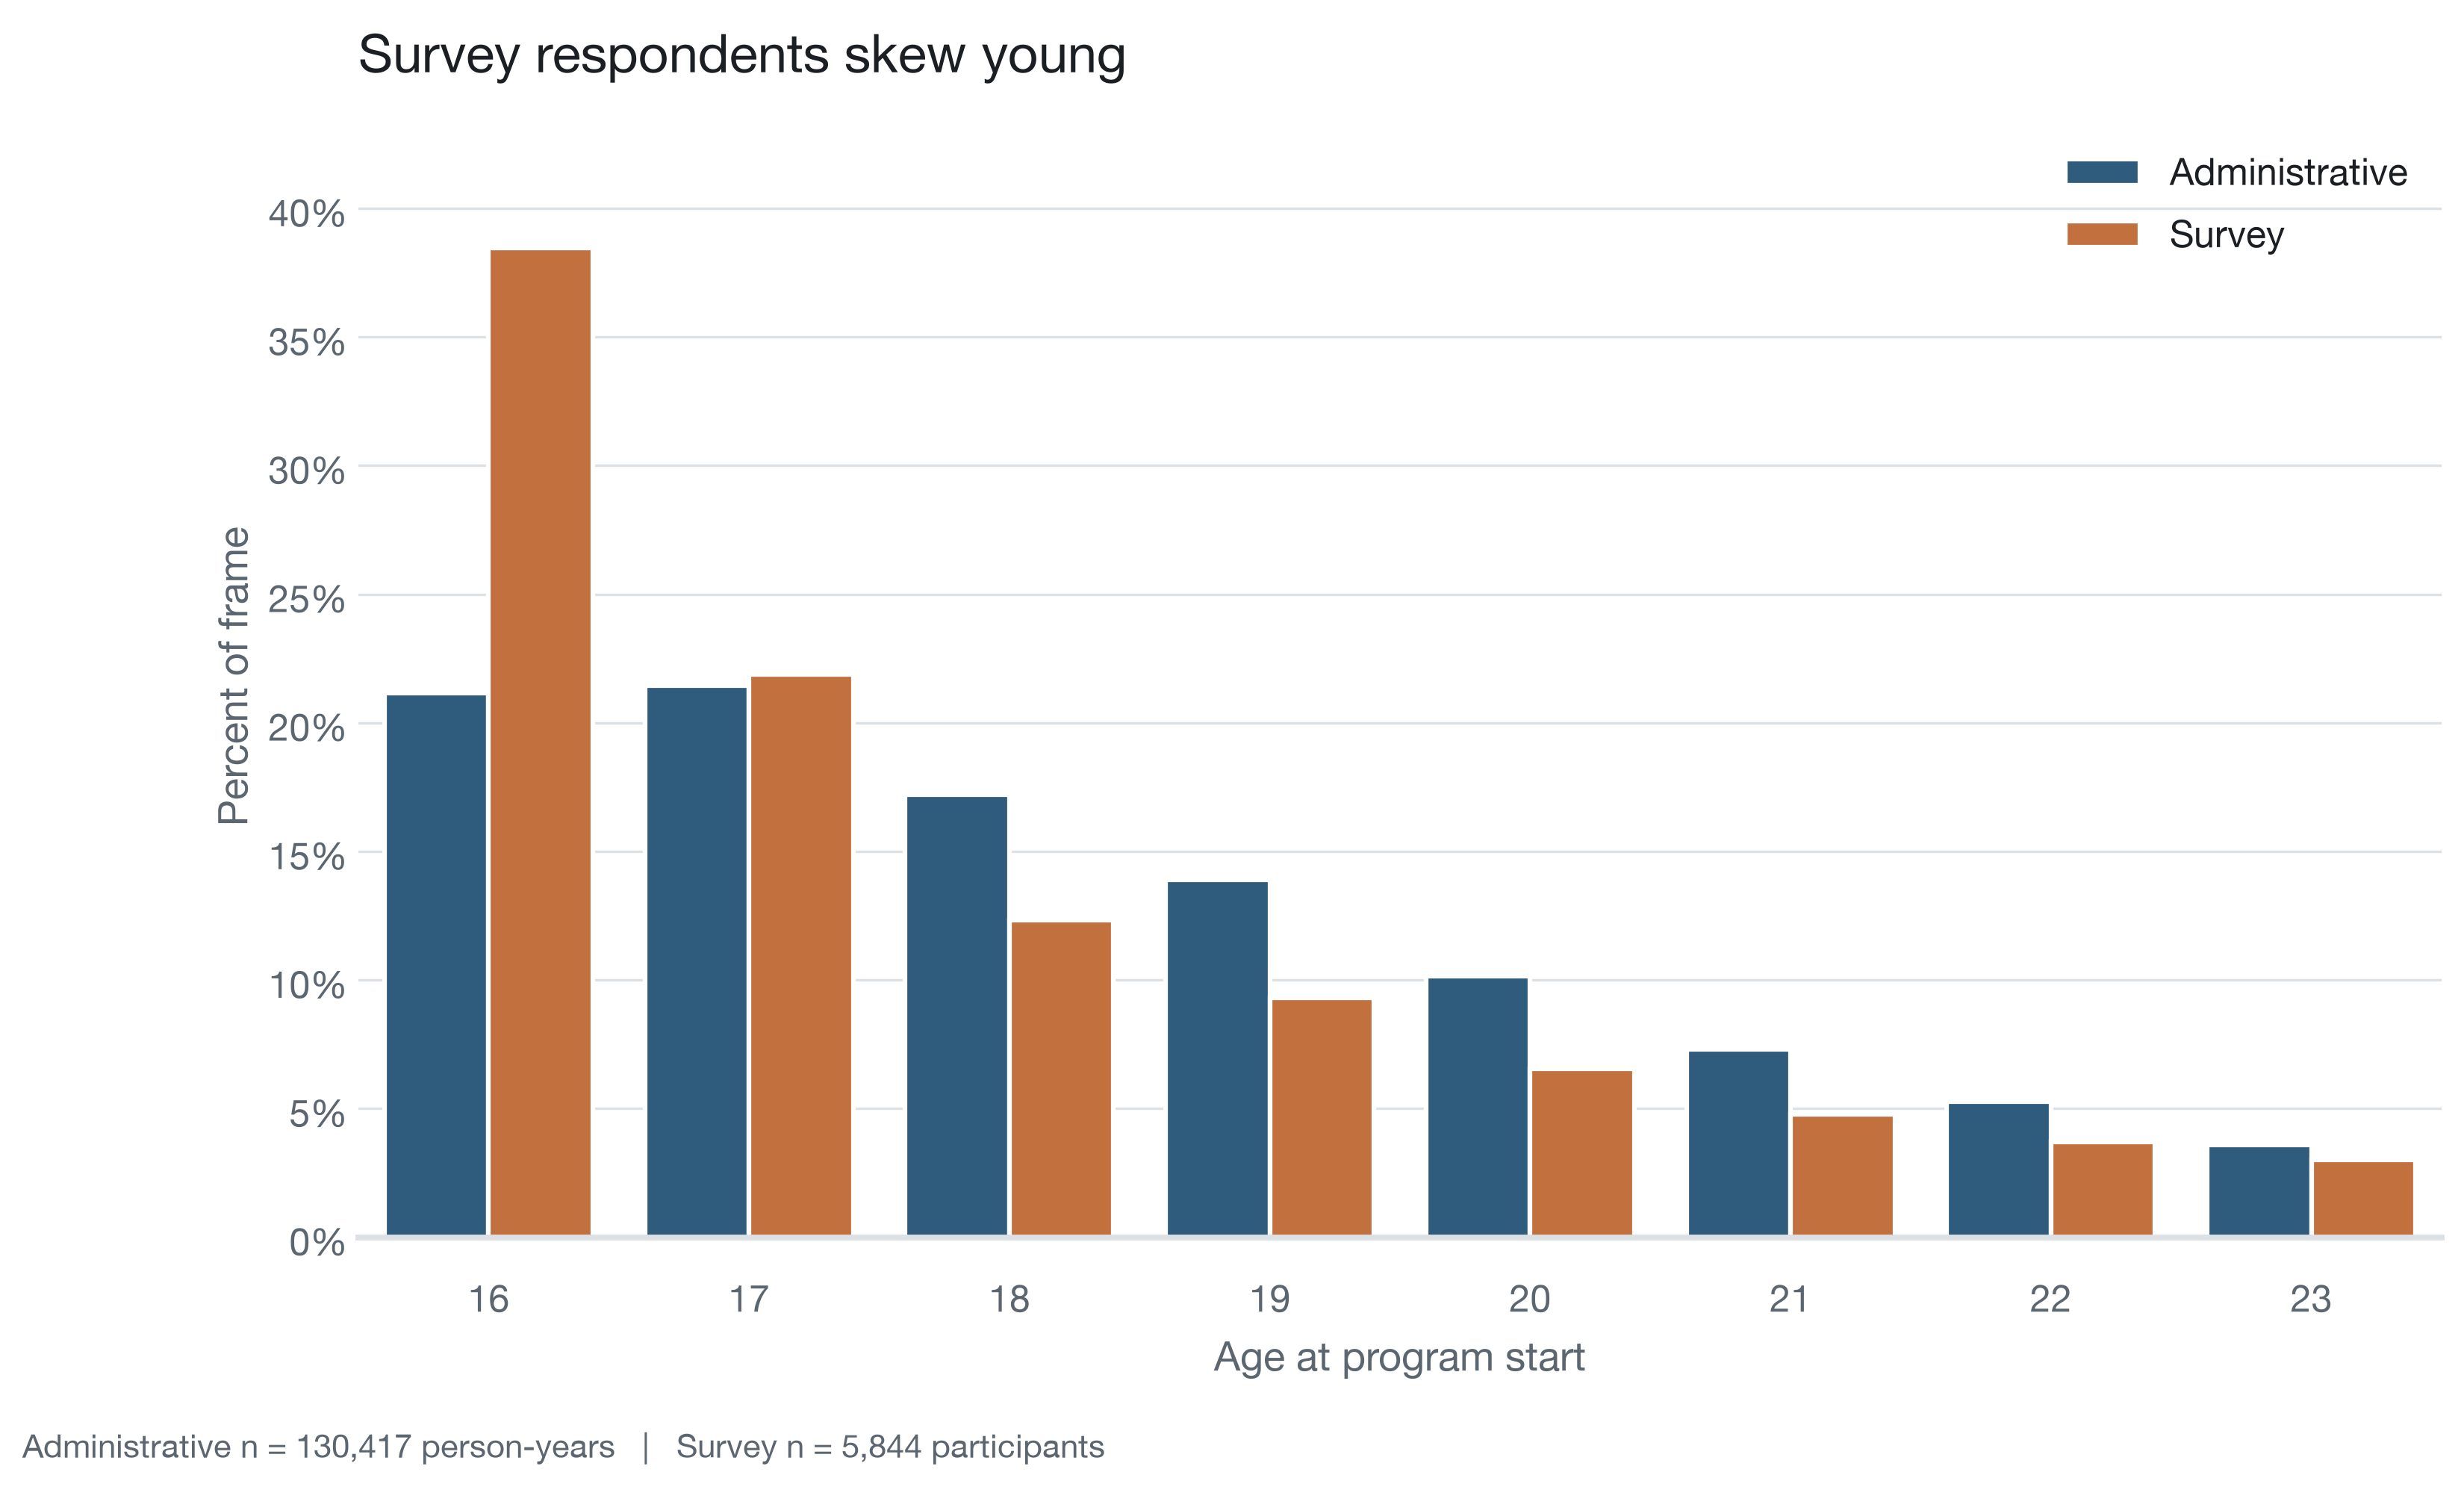 Survey respondents skew young
Administrative
Survey
40%
35%
30%
25%
20%
15%
10%
5%
0%
Percent of frame
16 17 18 19 20 21 22 23
Age at program start
Administrative n = 130,417 person-years | Survey n = 5,844 participants